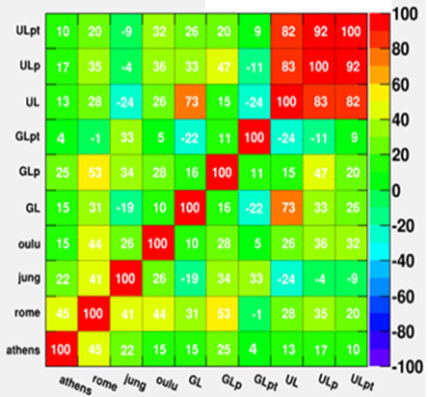 ULpt 10 20 -9 32 26 20 9 82 92 100 100
80
ULp 17 35 -4 36 33 47 -11 83 100 92
60
UL 13 28 -24 26 73 15 -24 100 83 82
40
GLpt 4 -1 33 5 -22 11 100 -24 -11 9
20
GLp 25 53 34 28 16 100 11 15 47 20
0
GL 15 31 -19 10 100 16 -22 73 33 26
-20
oulu 15 44 26 100 10 28 5 26 36 32
-40
jung 22 41 100 26 -19 34 33 -24 -4 -9
-60
rome 45 100 41 44 31 53 -1 28 35 20
-80
athens 100 45 22 15 15 25 4 13 17 10
-100
athens rome jung oulu GL GLp GLpt UL ULp ULpt